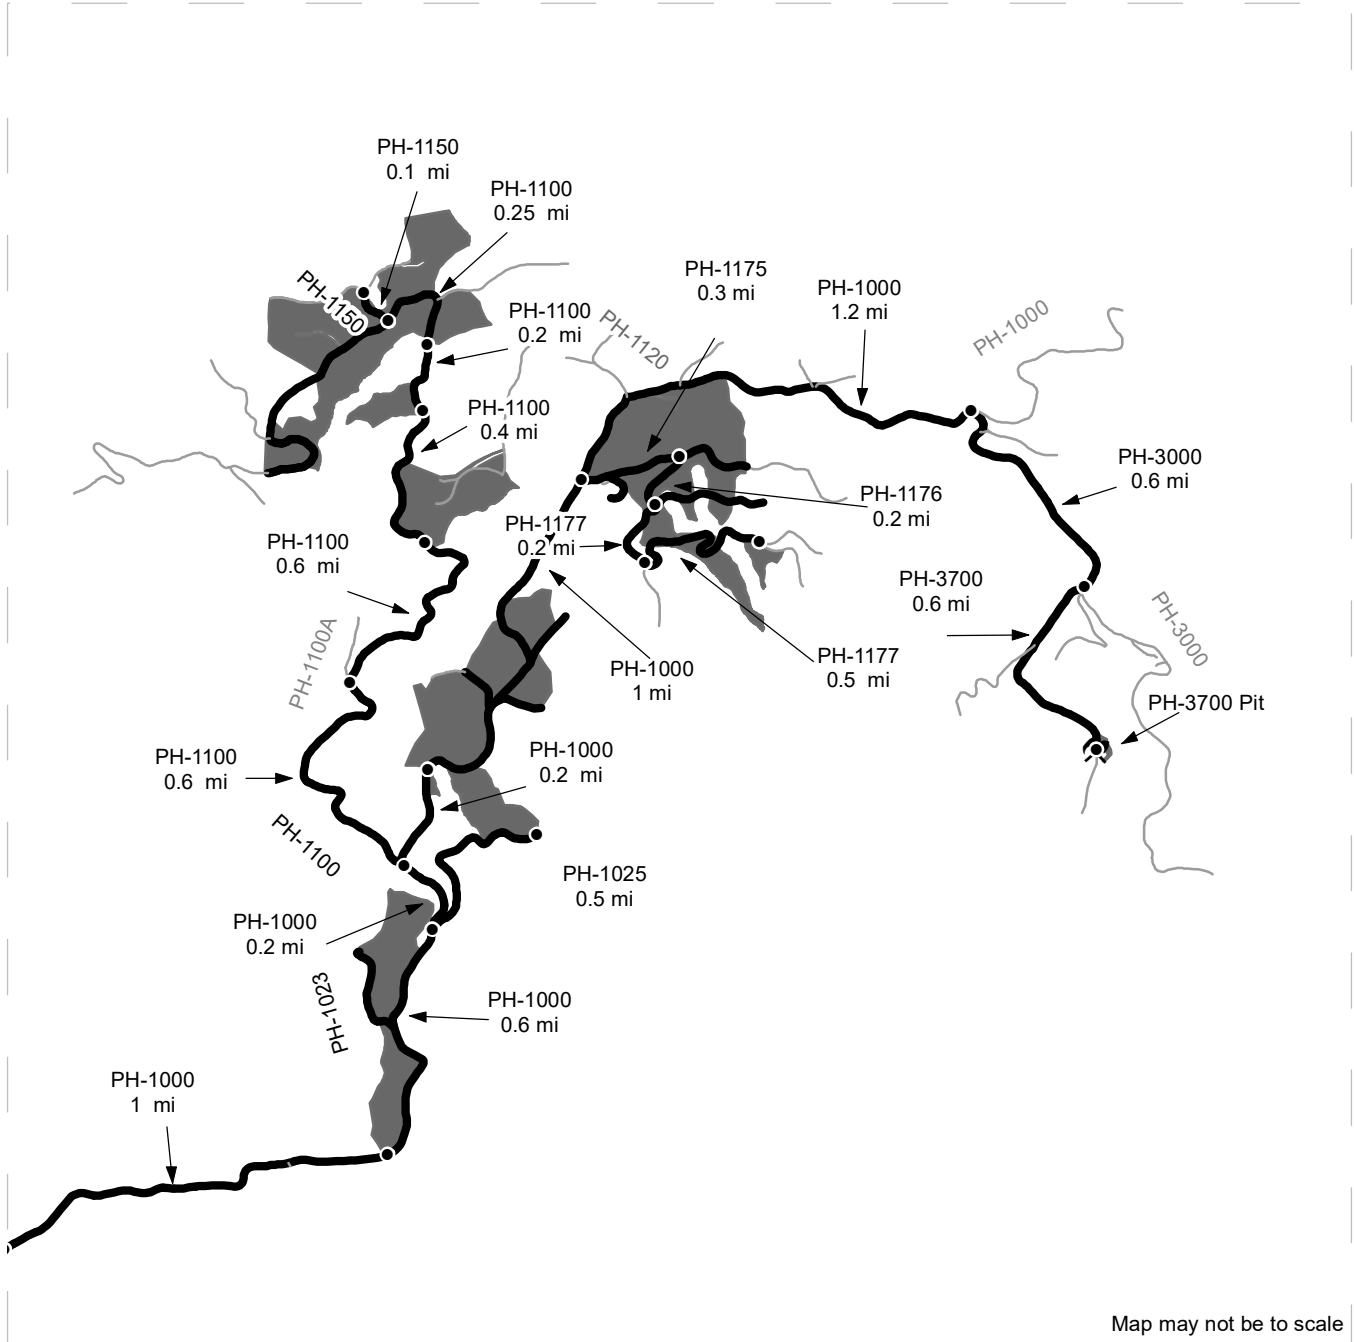 PH-1150
0.1 mi
PH-1100
0.25 mi
PH-1175
0.3 mi
PH-1000
1.2 mi
PH-1150
PH-1100
0.2 mi
PH-1120
PH-1000
PH-1100
0.4 mi
PH-3000
0.6 mi
PH-1176
0.2 mi
PH-1177
0.2 mi
PH-1100
0.6 mi
PH-3700
0.6 mi
PH-3000
PH-1100A
PH-1000
1 mi
PH-1177
0.5 mi
PH-3700 Pit
PH-1100
0.6 mi
PH-1000
0.2 mi
PH-1100
PH-1025
0.5 mi
PH-1000
0.2 mi
PH-1023
PH-1000
0.6 mi
PH-1000
1 mi
Map may not be to scale